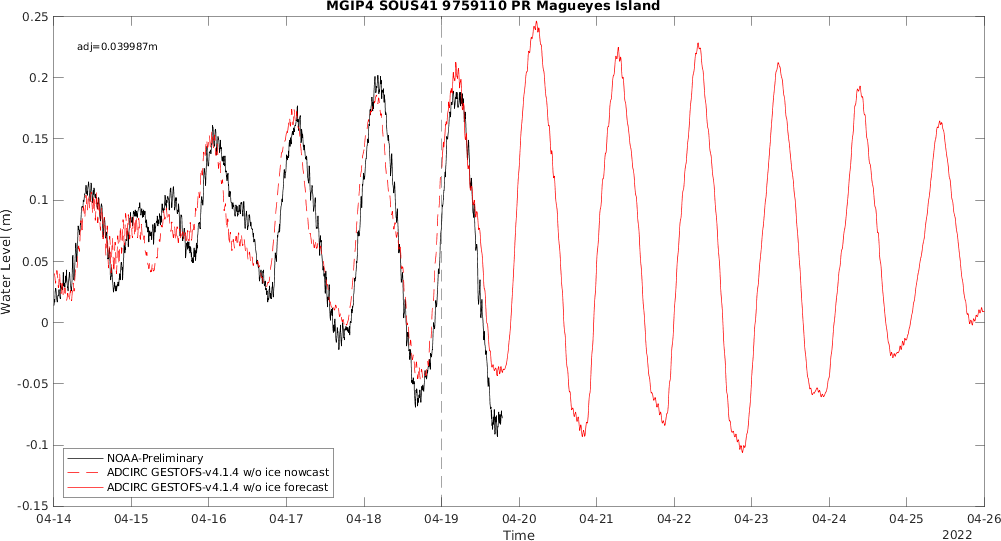 MGIP4 SOUS41 9759110 PR Magueyes Island
adj=0.039987m
0.25
0.2
0.15
0.1
0.05
0
-0.05
-0.1
-0.15
Water Level (m)
NOAA-Preliminary
ADCIRC GESTOFS-v4.1.4 w/o ice nowcast
ADCIRC GESTOFS-v4.1.4 w/o ice forecast
04-14 04-15 04-16 04-17 04-18 04-19 04-20 04-21 04-22 04-23 04-24 04-25 04-26
Time
2022